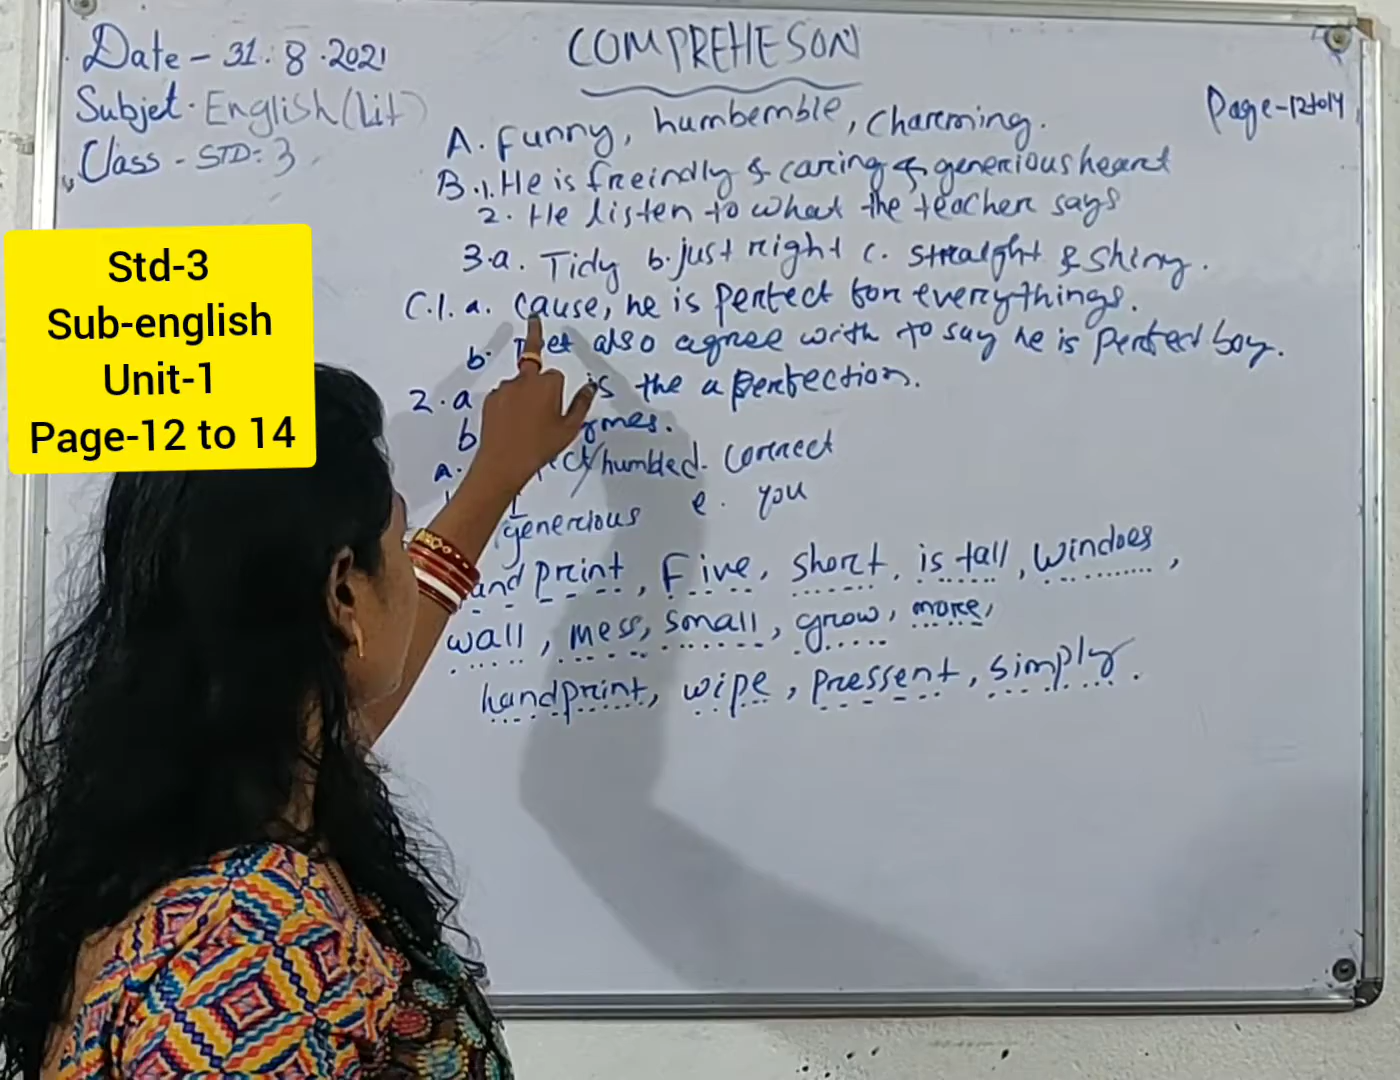 Date - 31.8.2021
Subjet. English (Lit)
Class - STD: 3
COMPREHESON
Page-12to14
A. funny, humbemble, Charming.
B.1. He is freindly & caring & generious heart
2. He listen to what the teacher says
3.a. Tidy b. just right c. straight & shiny.
C.1. a. Cause, he is perfect for everythings.
b. also agree with to say he is perfect boy.
2.a is the a perfection.
b
A. /humbled. correct
generious e. you
print, Five, short, is tall, windoes,
wall, mess, small, grow, more,
handprint, wipe, pressent, simply.
Std-3
Sub-english
Unit-1
Page-12 to 14